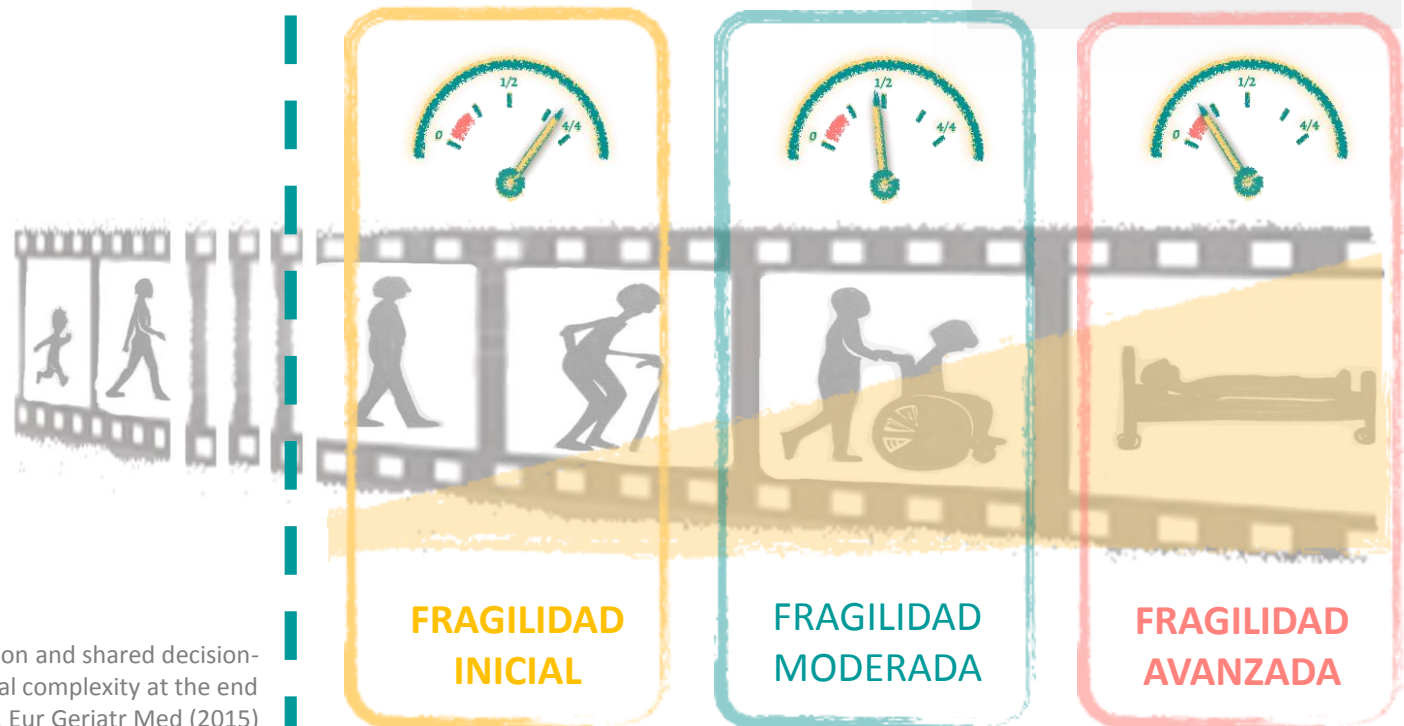 0 1/2 4/4
0 1/2 4/4
0 1/2 4/4
FRAGILIDAD
INICIAL
FRAGILIDAD
MODERADA
FRAGILIDAD
AVANZADA
on and shared decision-
al complexity at the end
Eur Geriatr Med (2015)